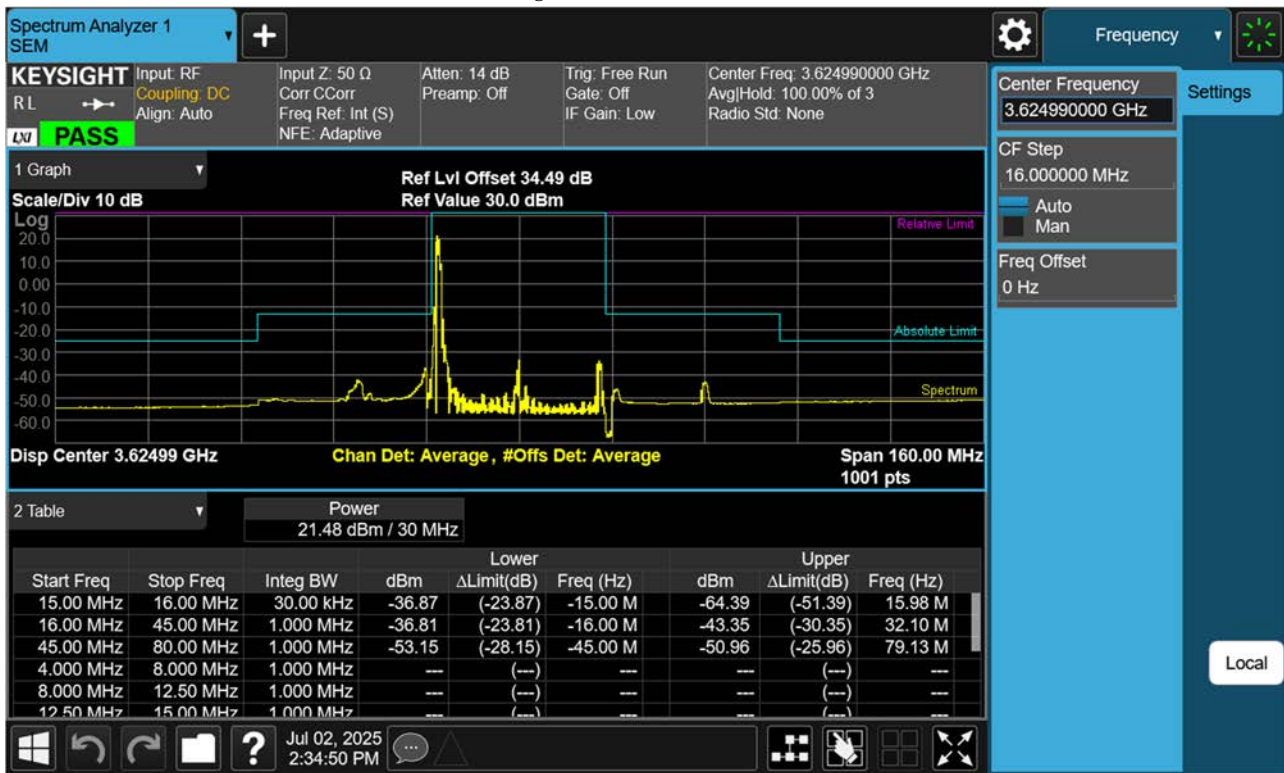 Spectrum Analyzer 1
SEM
Frequency
KEYSIGHT
RL
LXI
PASS
Input: RF
Coupling: DC
Align: Auto
Input Z: 50 Ω
Corr CCorr
Freq Ref: Int (S)
NFE: Adaptive
Atten: 14 dB
Preamp: Off
Trig: Free Run
Gate: Off
IF Gain: Low
Center Freq: 3.624990000 GHz
Avg|Hold: 100.00% of 3
Radio Std: None
Center Frequency
3.624990000 GHz
Settings
CF Step
16.000000 MHz
Auto
Man
Freq Offset
0 Hz
1 Graph
Scale/Div 10 dB
Ref Lvl Offset 34.49 dB
Ref Value 30.0 dBm
Log
20.0
10.0
0.00
-10.0
-20.0
-30.0
-40.0
-50.0
-60.0
Relative Limit
Absolute Limit
Spectrum
Disp Center 3.62499 GHz
Chan Det: Average, #Offs Det: Average
Span 160.00 MHz
1001 pts
2 Table
Power
21.48 dBm / 30 MHz
Lower Upper
Start Freq Stop Freq Integ BW dBm ΔLimit(dB) Freq (Hz) dBm ΔLimit(dB) Freq (Hz)
15.00 MHz 16.00 MHz 30.00 kHz -36.87 (-23.87) -15.00 M -64.39 (-51.39) 15.98 M
16.00 MHz 45.00 MHz 1.000 MHz -36.81 (-23.81) -16.00 M -43.35 (-30.35) 32.10 M
45.00 MHz 80.00 MHz 1.000 MHz -53.15 (-28.15) -45.00 M -50.96 (-25.96) 79.13 M
4.000 MHz 8.000 MHz 1.000 MHz --- (---) --- --- (---) ---
8.000 MHz 12.50 MHz 1.000 MHz --- (---) --- --- (---) ---
12.50 MHz 15.00 MHz 1.000 MHz --- (---) --- --- (---) ---
Local
Jul 02, 2025
2:34:50 PM